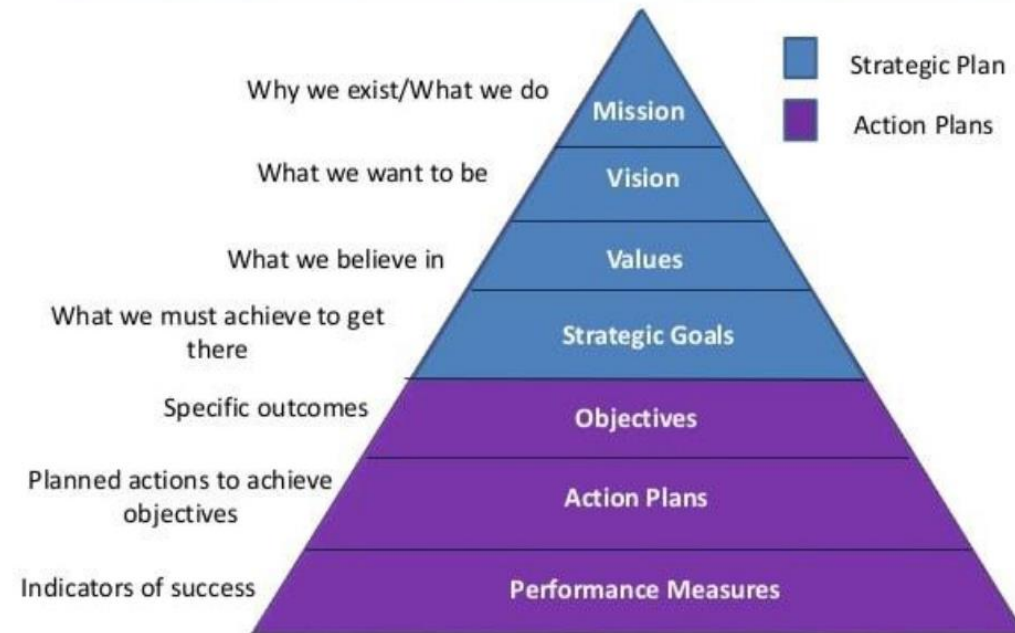 Strategic Plan
Why we exist/What we do
Mission
Action Plans
What we want to be
Vision
What we believe in
Values
What we must achieve to get
there
Strategic Goals
Specific outcomes
Objectives
Planned actions to achieve
objectives
Action Plans
Indicators of success
Performance Measures